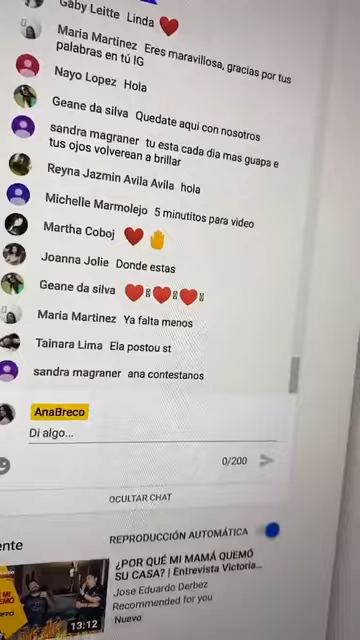 Gaby Leitte Linda
Maria Martinez Eres maravillosa, gracias por tus
palabras en tú IG
Nayo Lopez Hola
Geane da silva Quedate aqui con nosotros
sandra magraner tu esta cada día mas guapa e
tus ojos volverean a brillar
Reyna Jazmin Avila Avila hola
Michelle Marmolejo 5 minutitos para video
Martha Coboj
Joanna Jolie Donde estas
Geane da silva
Maria Martinez Ya falta menos
Tainara Lima Ela postou st
sandra magraner ana contestanos
AnaBreco
Di algo...
0/200
OCULTAR CHAT
REPRODUCCIÓN AUTOMÁTICA
¿POR QUÉ MI MAMÁ QUEMÓ
SU CASA? | Entrevista Victoria...
Jose Eduardo Derbez
Recommended for you
Nuevo
13:12